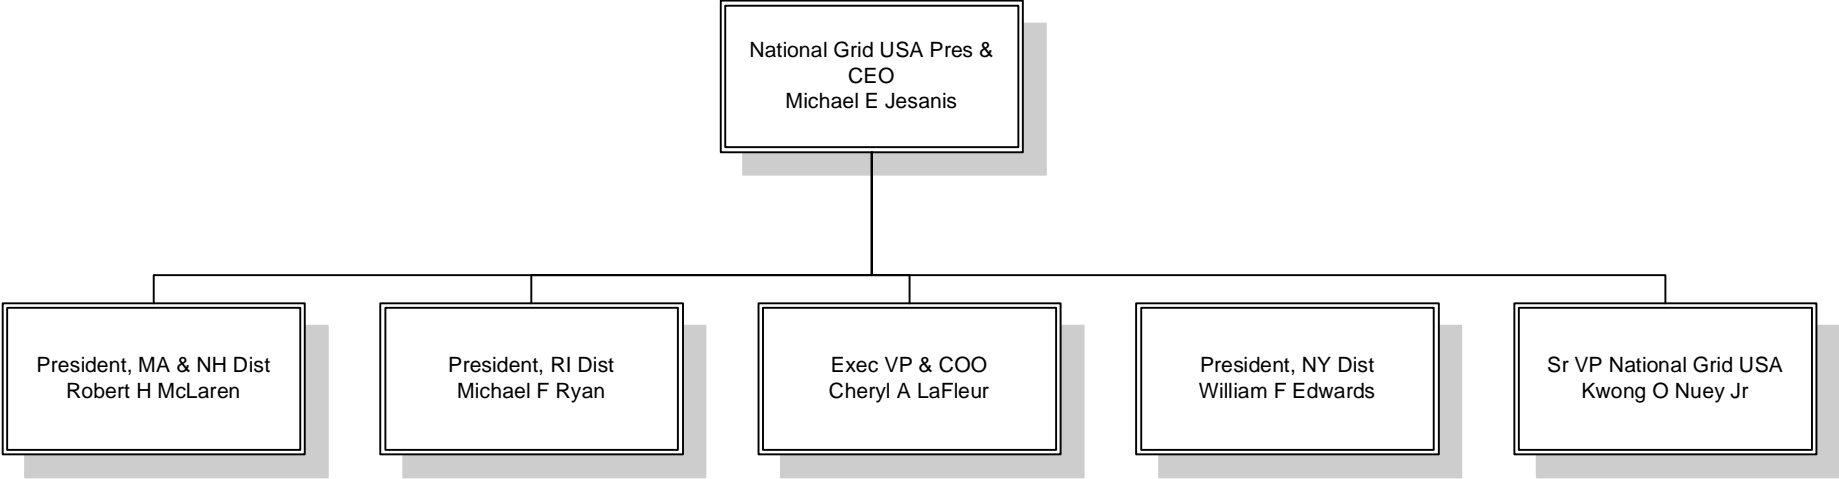 National Grid USA Pres &
CEO
Michael E Jesanis
President, MA & NH Dist
Robert H McLaren
President, RI Dist
Michael F Ryan
Exec VP & COO
Cheryl A LaFleur
President, NY Dist
William F Edwards
Sr VP National Grid USA
Kwong O Nuey Jr